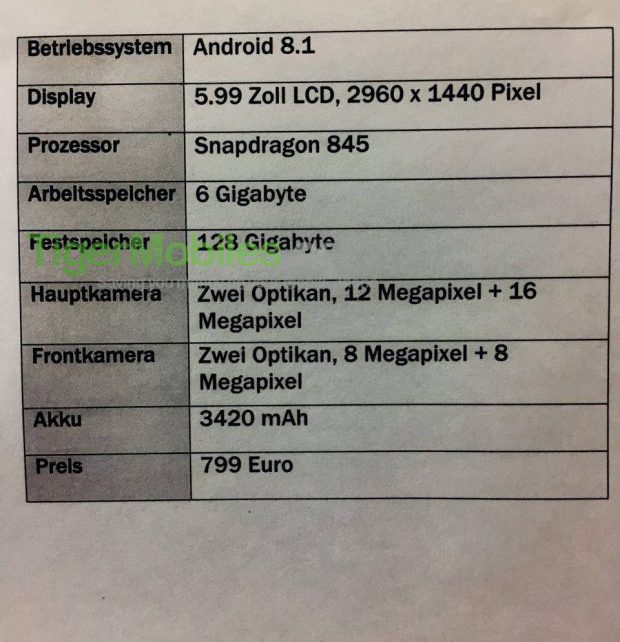 Betriebssystem Android 8.1
Display 5.99 Zoll LCD, 2960 x 1440 Pixel
Prozessor Snapdragon 845
Arbeitsspeicher 6 Gigabyte
Festspeicher 128 Gigabyte
TigerMobiles
Hauptkamera Zwei Optikan, 12 Megapixel + 16
Megapixel
Frontkamera Zwei Optikan, 8 Megapixel + 8
Megapixel
Akku 3420 mAh
Preis 799 Euro